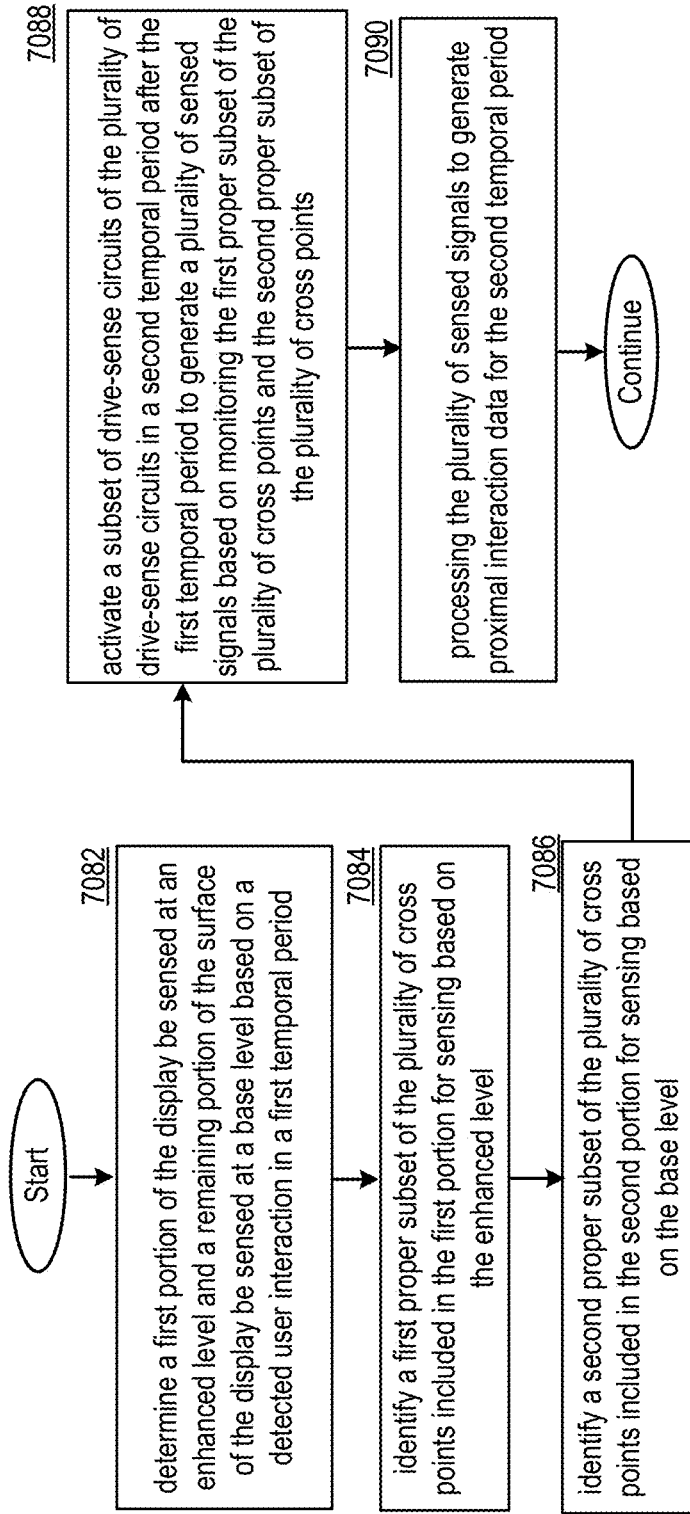 Start
7082
determine a first portion of the display be sensed at an
enhanced level and a remaining portion of the surface
of the display be sensed at a base level based on a
detected user interaction in a first temporal period
7084
identify a first proper subset of the plurality of cross
points included in the first portion for sensing based on
the enhanced level
7086
identify a second proper subset of the plurality of cross
points included in the second portion for sensing based
on the base level
7088
activate a subset of drive-sense circuits of the plurality of
drive-sense circuits in a second temporal period after the
first temporal period to generate a plurality of sensed
signals based on monitoring the first proper subset of the
plurality of cross points and the second proper subset of
the plurality of cross points
7090
processing the plurality of sensed signals to generate
proximal interaction data for the second temporal period
Continue